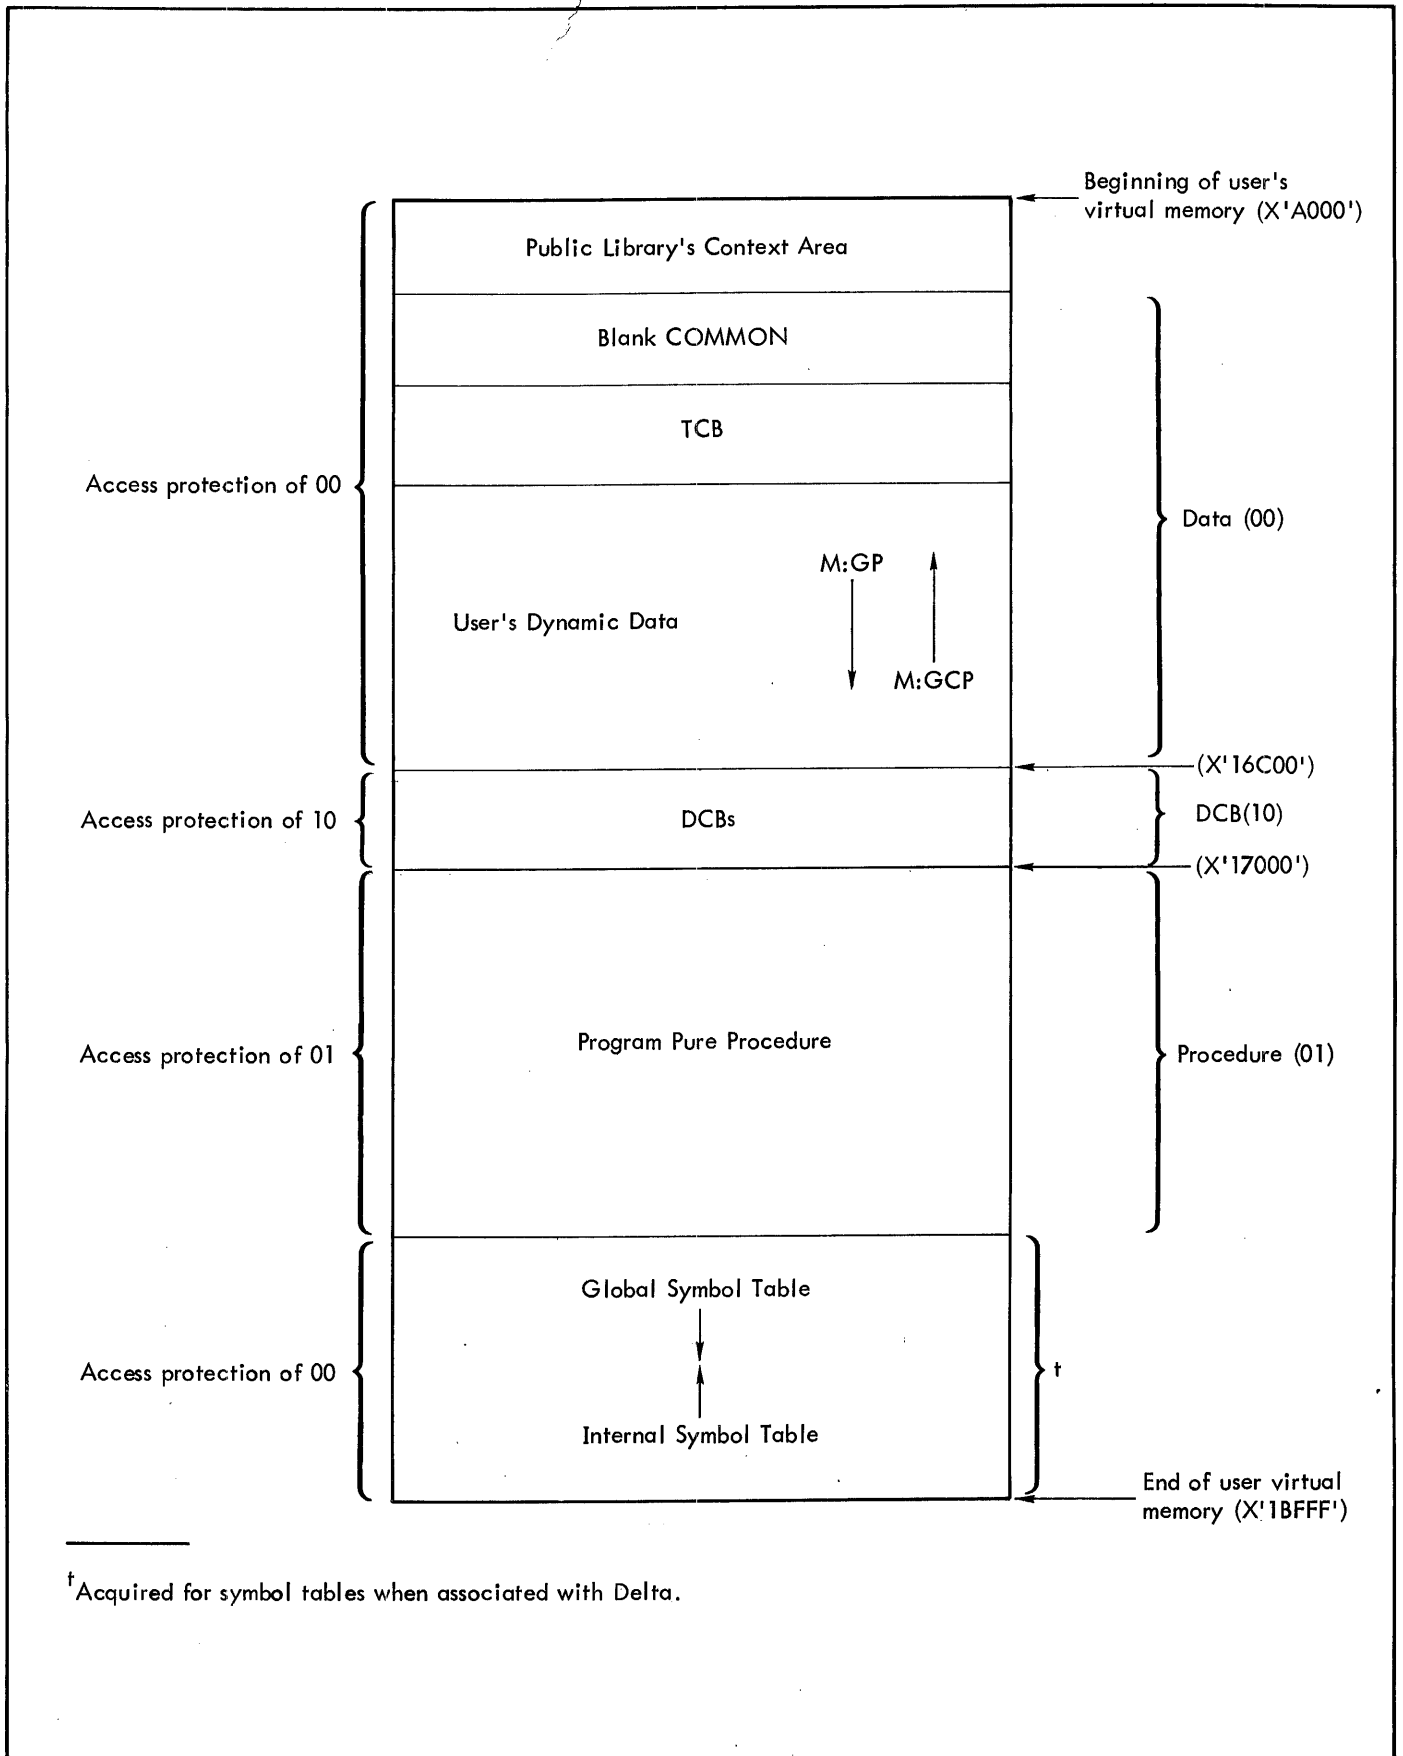 Beginning of user's
virtual memory (X'A000')
Public Library's Context Area
Blank COMMON
TCB
Access protection of 00
Data (00)
M:GP
User's Dynamic Data
M:GCP
(X'16C00')
Access protection of 10
DCBs
DCB(10)
(X'17000')
Program Pure Procedure
Access protection of 01
Procedure (01)
Global Symbol Table
Access protection of 00
t
Internal Symbol Table
End of user virtual
memory (X'1BFFF')
tAcquired for symbol tables when associated with Delta.